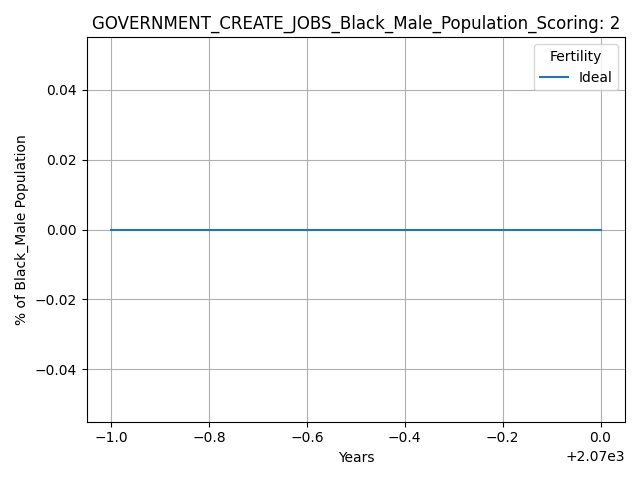 GOVERNMENT_CREATE_JOBS_Black_Male_Population_Scoring: 2
Fertility
Ideal
0.04
0.02
0.00
−0.02
−0.04
% of Black_Male Population
−1.0 −0.8 −0.6 −0.4 −0.2 0.0
Years
+2.07e3